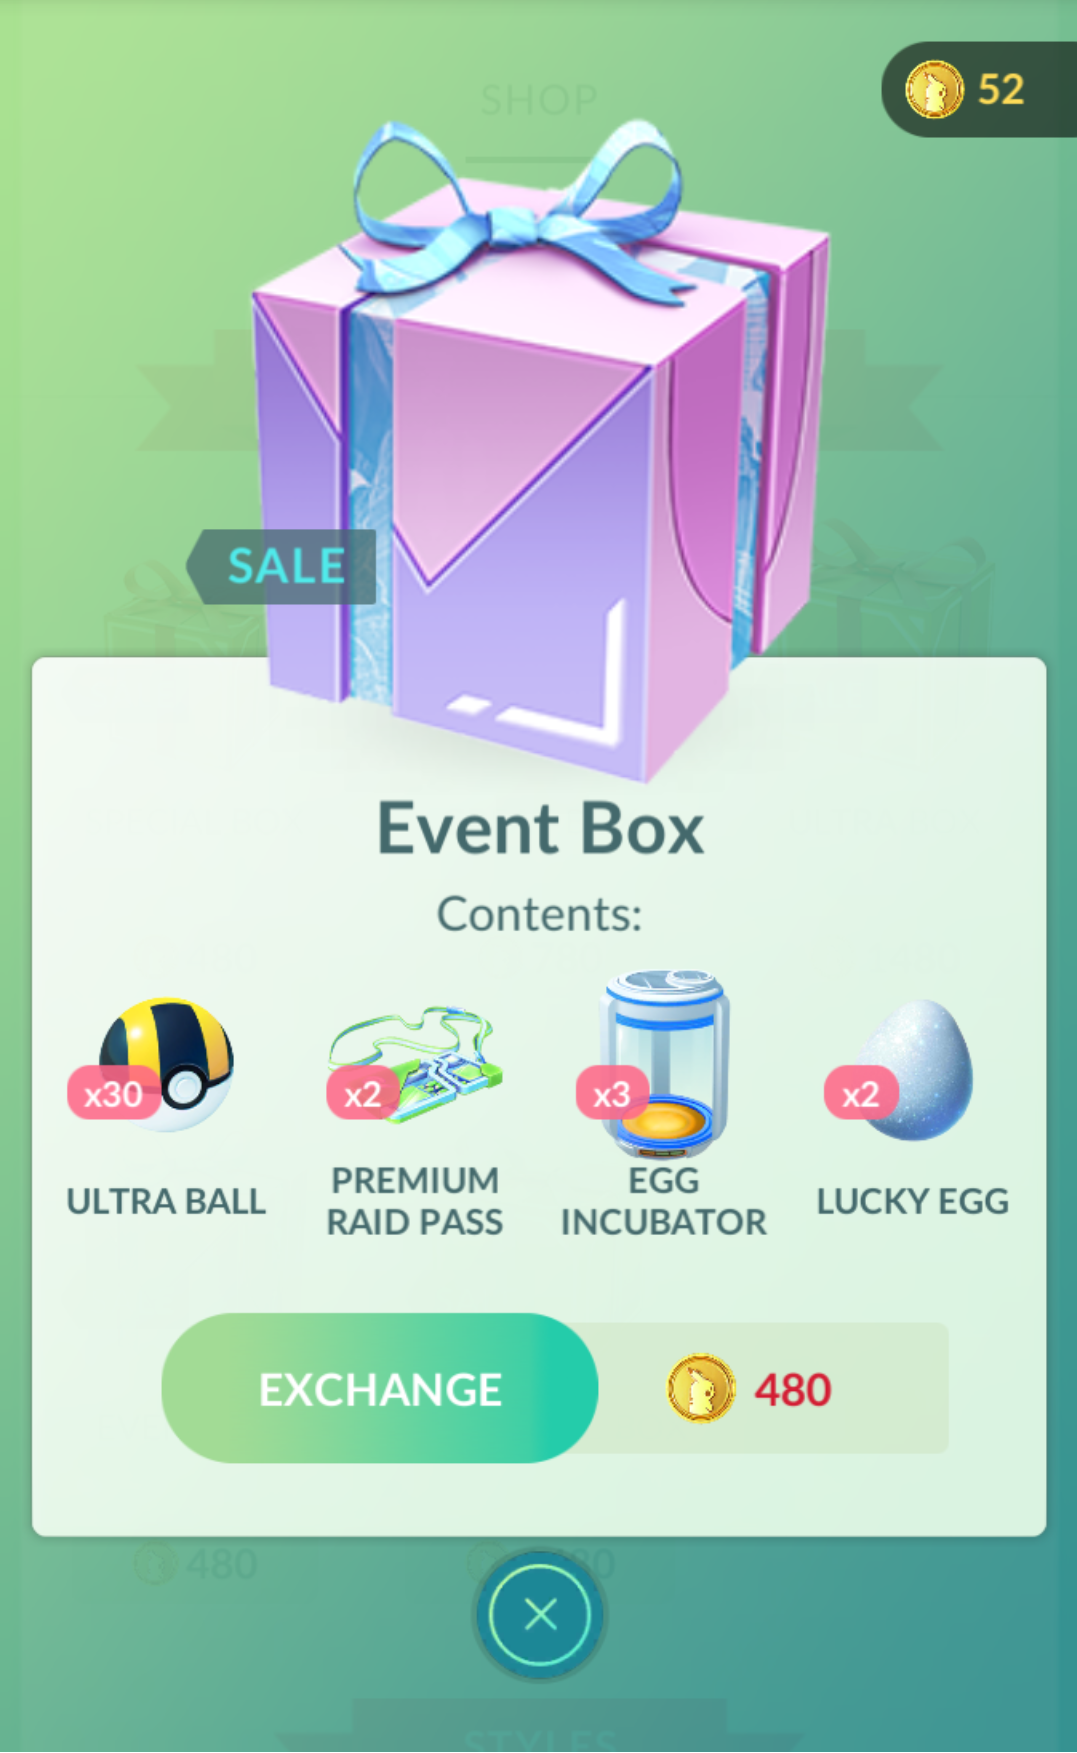 52
SHOP
SALE
Event Box
Contents:
x30
x2
x3
x2
ULTRA BALL
PREMIUM
RAID PASS
EGG
INCUBATOR
LUCKY EGG
EXCHANGE
480
480
STYLES